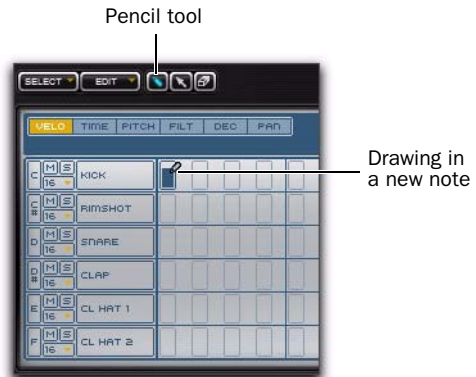 Pencil tool
SELECT EDIT
VELO TIME PITCH FILT DEC PAN
C M S 16 KICK
Drawing in
a new note
C# M S 16 RIMSHOT
D M S 16 SNARE
D# M S 16 CLAP
E M S 16 CL HAT 1
F M S 16 CL HAT 2